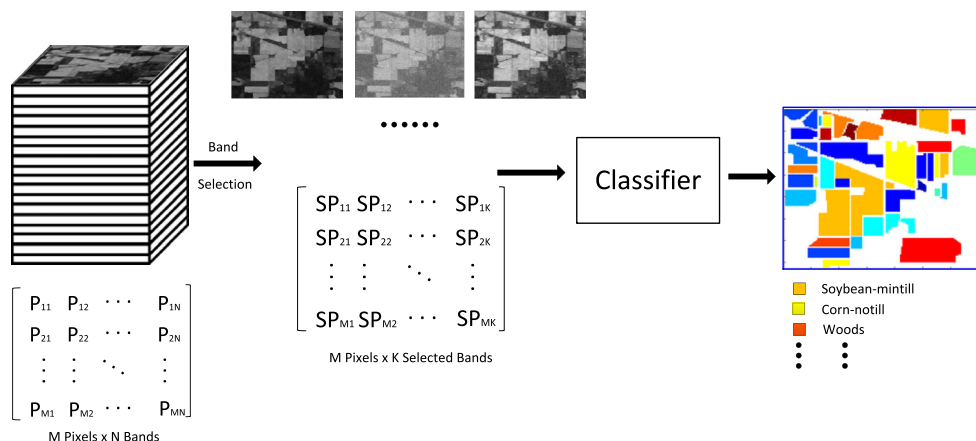 Band
Selection
Classifier
SP11 SP12 ··· SP1K
SP21 SP22 ··· SP2K
SPM1 SPM2 ··· SPMK
M Pixels x K Selected Bands
P11 P12 ··· P1N
P21 P22 ··· P2N
PM1 PM2 ··· PMN
M Pixels x N Bands
Soybean-mintill
Corn-notill
Woods